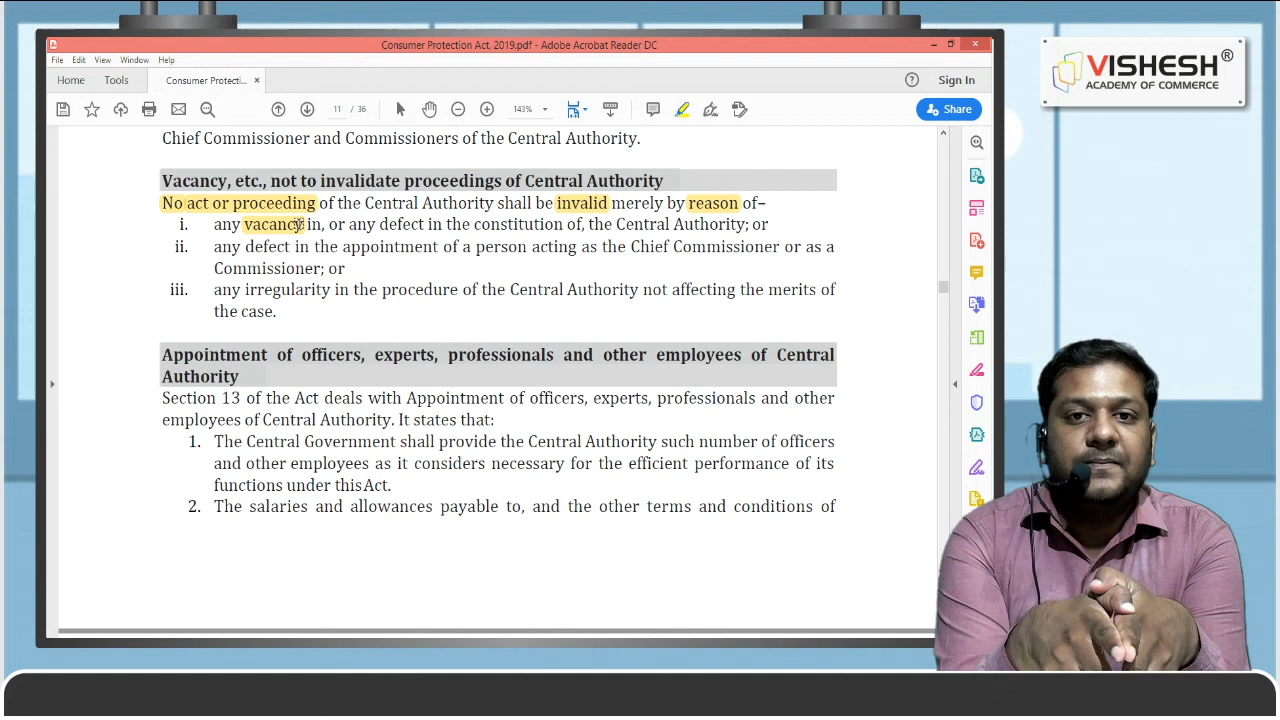 Consumer Protection Act, 2019.pdf - Adobe Acrobat Reader DC
File Edit View Window Help
Home Tools Consumer Protecti... × Sign In
11 / 36 143% Share
VISHESH®
ACADEMY OF COMMERCE
Chief Commissioner and Commissioners of the Central Authority.
Vacancy, etc., not to invalidate proceedings of Central Authority
No act or proceeding of the Central Authority shall be invalid merely by reason of–
i. any vacancy in, or any defect in the constitution of, the Central Authority; or
ii. any defect in the appointment of a person acting as the Chief Commissioner or as a
Commissioner; or
iii. any irregularity in the procedure of the Central Authority not affecting the merits of
the case.
Appointment of officers, experts, professionals and other employees of Central
Authority
Section 13 of the Act deals with Appointment of officers, experts, professionals and other
employees of Central Authority. It states that:
1. The Central Government shall provide the Central Authority such number of officers
and other employees as it considers necessary for the efficient performance of its
functions under this Act.
2. The salaries and allowances payable to, and the other terms and conditions of